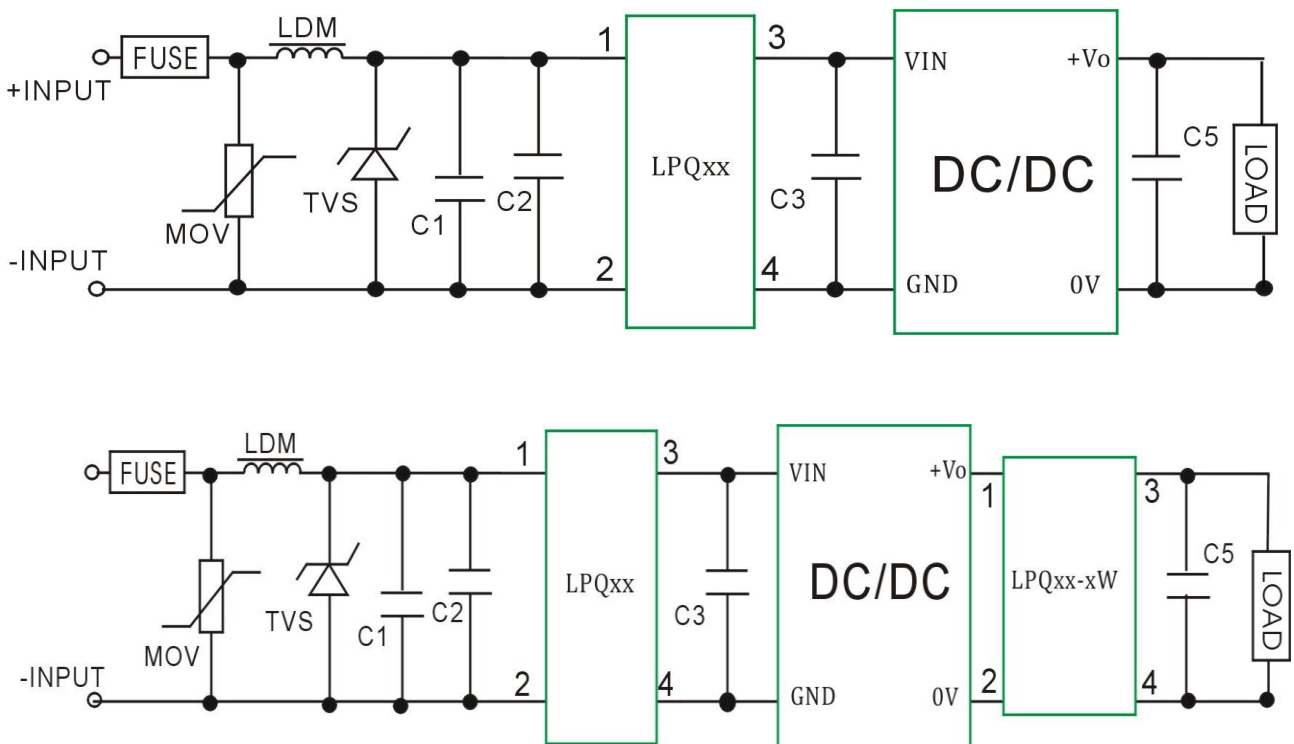 LDM
FUSE
+INPUT
MOV
TVS
C1
C2
-INPUT
1
2
LPQxx
3
4
C3
VIN
GND
DC/DC
+Vo
0V
C5
LOAD
LDM
FUSE
MOV
TVS
C1
C2
-INPUT
1
2
LPQxx
3
4
C3
VIN
GND
DC/DC
+Vo
0V
1
2
LPQxx-xW
3
4
C5
LOAD